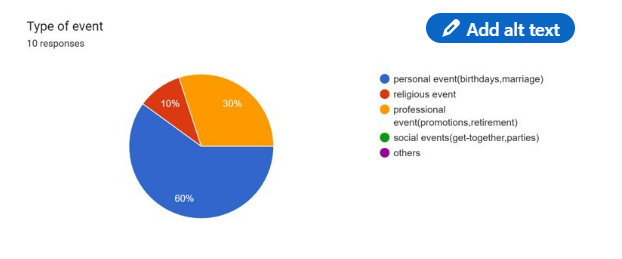 Type of event
10 responses
Add alt text
10%
30%
60%
personal event(birthdays,marriage)
religious event
professional
event(promotions,retirement)
social events(get-together,parties)
others